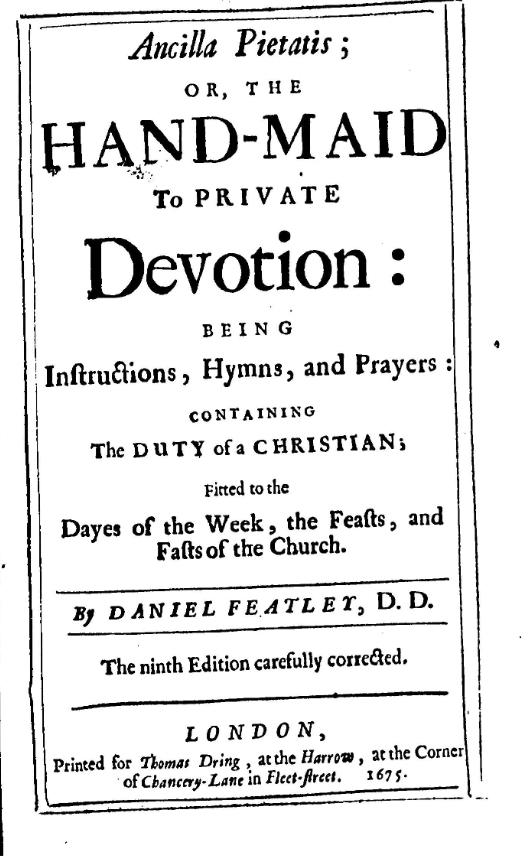 Ancilla Pietatis;
OR, THE
HAND-MAID
To PRIVATE
Devotion:
BEING
Inſtructions, Hymns, and Prayers:
CONTAINING
The DUTY of a CHRISTIAN;
Fitted to the
Dayes of the Week, the Feaſts, and
Faſts of the Church.
By DANIEL FEATLEY, D. D.
The ninth Edition carefully corrected.
LONDON,
Printed for Thomas Dring, at the Harrow, at the Corner
of Chancery-Lane in Fleet-ſtreet. 1675.